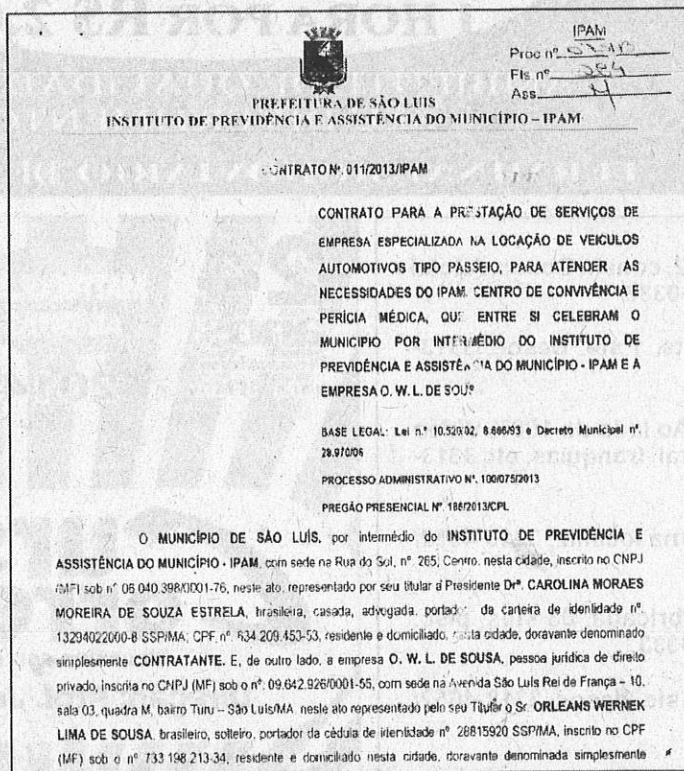 1 HORA POR R$ 2
IPAM
Proc nº
Fls nº 084
Ass
PREFEITURA DE SÃO LUIS
INSTITUTO DE PREVIDÊNCIA E ASSISTÊNCIA DO MUNICÍPIO – IPAM
CONTRATO Nº. 011/2013/IPAM
CONTRATO PARA A PRESTAÇÃO DE SERVIÇOS DE
EMPRESA ESPECIALIZADA NA LOCAÇÃO DE VEICULOS
AUTOMOTIVOS TIPO PASSEIO, PARA ATENDER AS
NECESSIDADES DO IPAM, CENTRO DE CONVIVÊNCIA E
PERÍCIA MÉDICA, QUE ENTRE SI CELEBRAM O
MUNICIPIO POR INTERMÉDIO DO INSTITUTO DE
PREVIDÊNCIA E ASSISTÊNCIA DO MUNICÍPIO - IPAM E A
EMPRESA O. W. L. DE SOUS
BASE LEGAL: Lei n.º 10.520/02, 8.666/93 e Decreto Municipal nº.
28.970/06
PROCESSO ADMINISTRATIVO Nº. 100/075/2013
PREGÃO PRESENCIAL Nº 186/2013/CPL
O MUNICÍPIO DE SÃO LUÍS, por intermédio do INSTITUTO DE PREVIDÊNCIA E
ASSISTÊNCIA DO MUNICÍPIO - IPAM, com sede na Rua do Sol, nº 265, Centro, nesta cidade, inscrito no CNPJ
(MF) sob nº 06.040.398/0001-76, neste ato, representado por seu titular a Presidente Drª. CAROLINA MORAES
MOREIRA DE SOUZA ESTRELA, brasileira, casada, advogada, portador da carteira de identidade nº.
13294022000-8 SSP/MA, CPF nº 634.209.453-53, residente e domiciliado, nesta cidade, doravante denominado
simplesmente CONTRATANTE. E, de outro lado, a empresa O. W. L. DE SOUSA, pessoa jurídica de direito
privado, inscrita no CNPJ (MF) sob o nº. 09.642.926/0001-55, com sede na Avenida São Luís Rei de França – 10,
sala 03, quadra M, bairro Turu – São Luís/MA, neste ato representado pelo seu Titular o Sr. ORLEANS WERNEK
LIMA DE SOUSA, brasileiro, solteiro, portador da cédula de identidade nº 28815920 SSP/MA, inscrito no CPF
(MF) sob o nº 733.198.213-34, residente e domiciliado nesta cidade, doravante denominada simplesmente